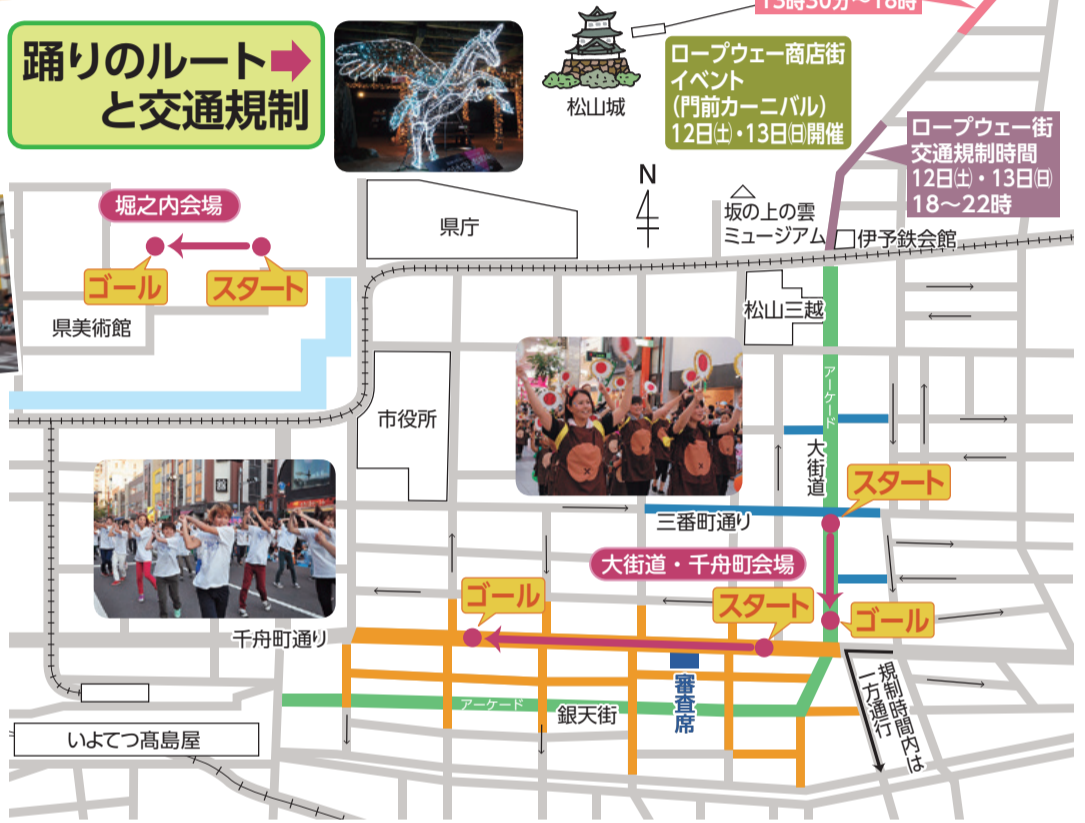 踊りのルート➡
と交通規制
松山城
13時30分～18時
ロープウェー商店街
イベント
（門前カーニバル）
12日㈯・13日㈰開催
ロープウェー街
交通規制時間
12日㈯・13日㈰
18～22時
堀之内会場
ゴール
スタート
県美術館
県庁
N
坂の上の雲
ミュージアム
伊予鉄会館
松山三越
アーケード
大街道
市役所
スタート
三番町通り
大街道・千舟町会場
ゴール
スタート
ゴール
千舟町通り
審査席
アーケード
銀天街
規制時間内は
一方通行
いよてつ髙島屋